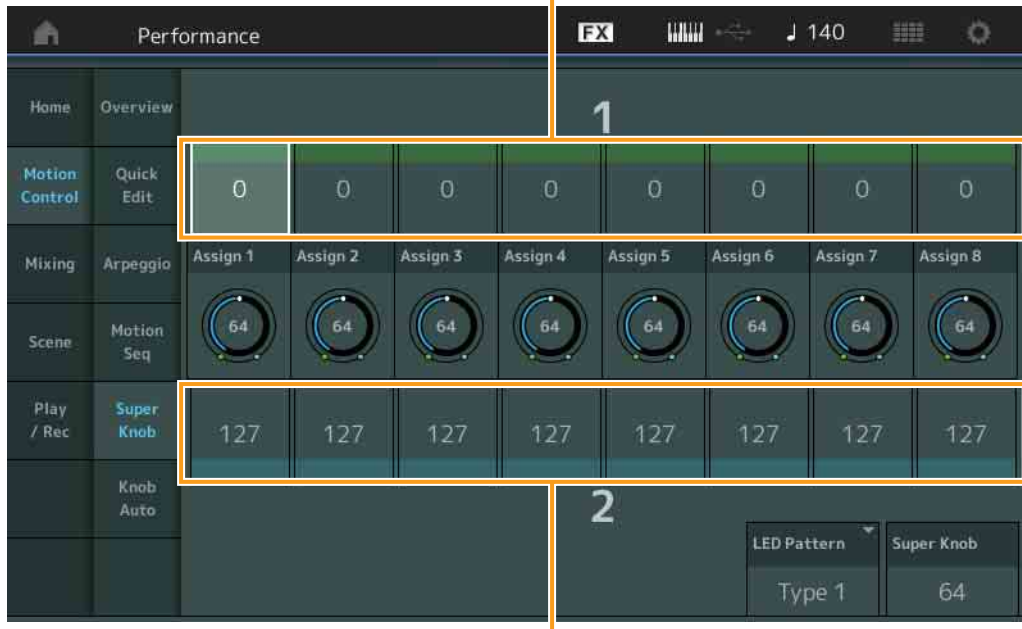 Performance FX 140
1
Home Overview
Motion Control Quick Edit 0 0 0 0 0 0 0 0
Mixing Arpeggio Assign 1 Assign 2 Assign 3 Assign 4 Assign 5 Assign 6 Assign 7 Assign 8
Scene Motion Seq 64 64 64 64 64 64 64 64
Play / Rec Super Knob 127 127 127 127 127 127 127 127
Knob Auto
2
LED Pattern Super Knob
Type 1 64